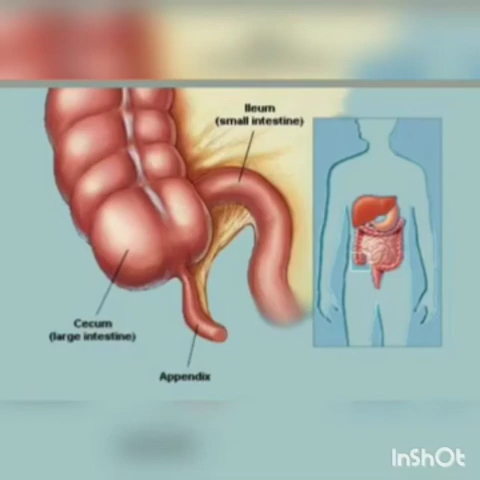 Ileum
(small intestine)
Cecum
(large intestine)
Appendix
InShOt